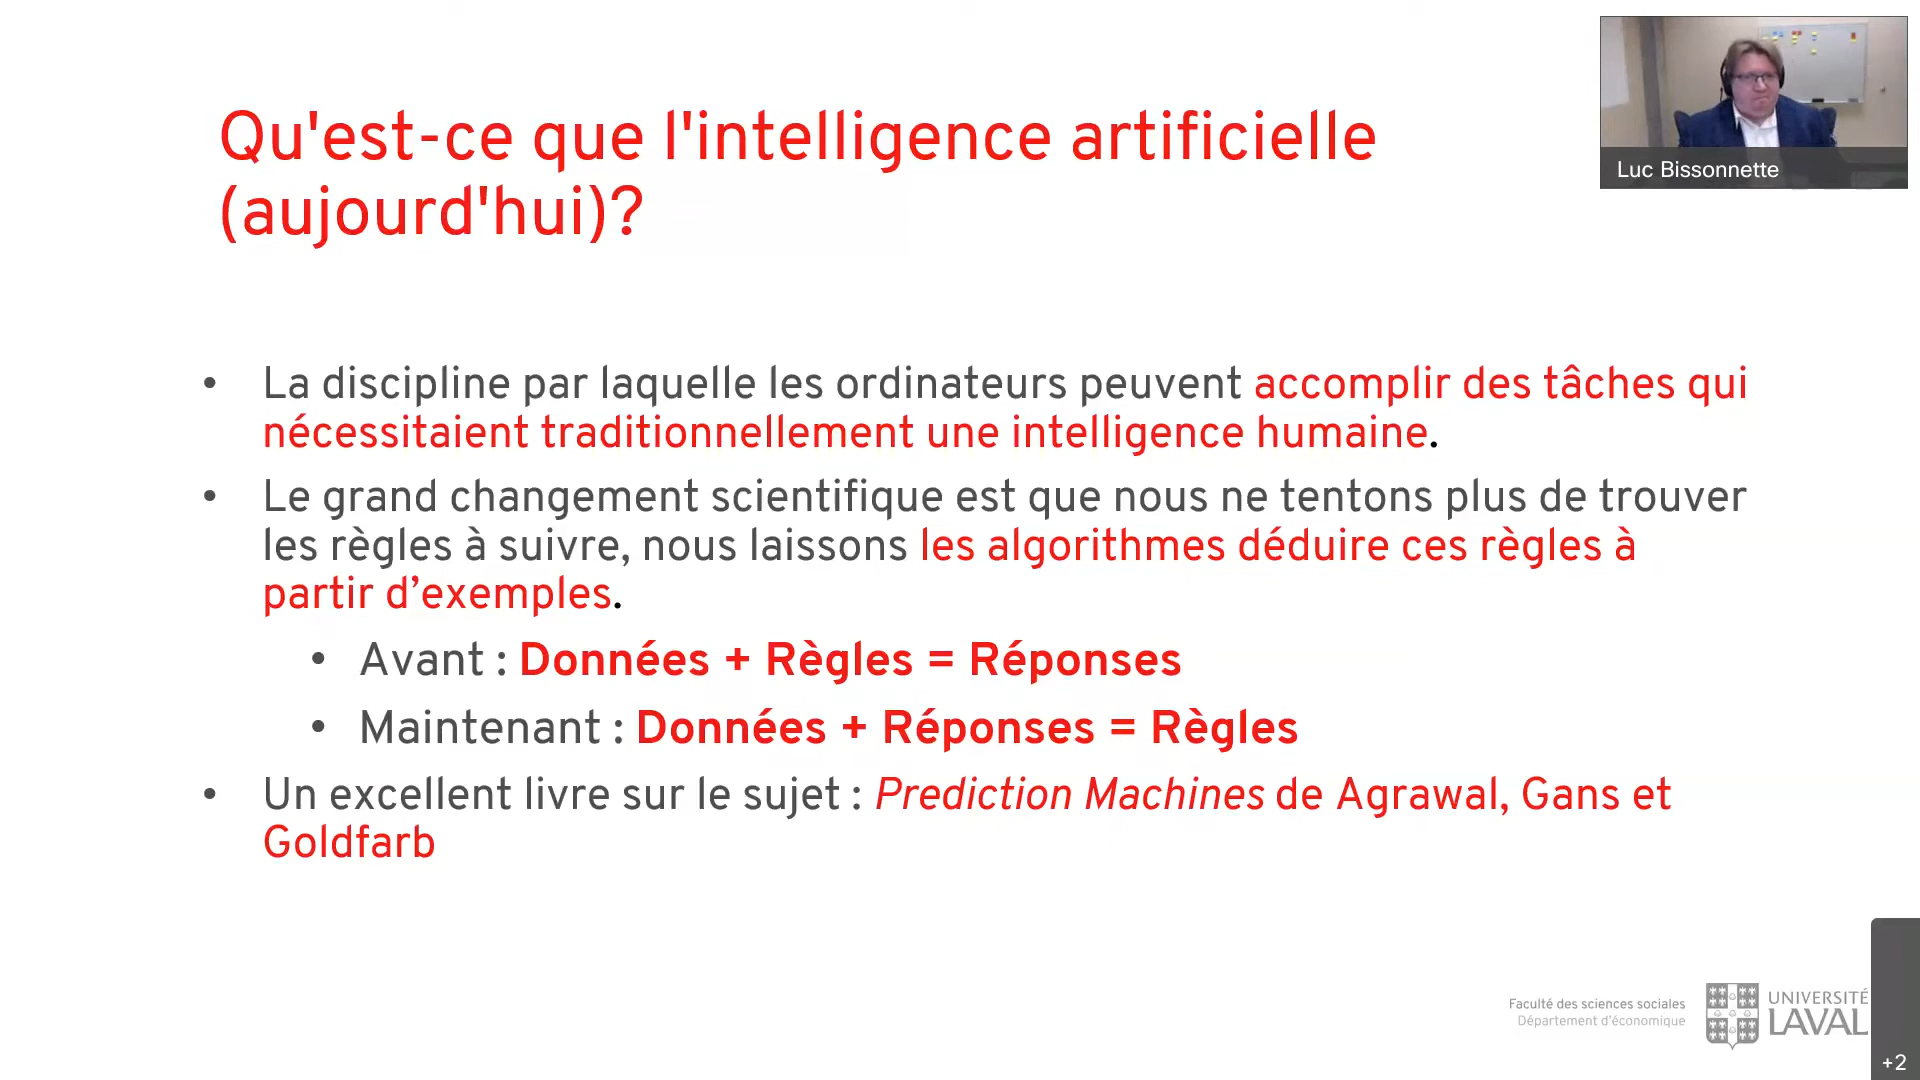 Qu'est-ce que l'intelligence artificielle
(aujourd'hui)?
Luc Bissonnette
• La discipline par laquelle les ordinateurs peuvent accomplir des tâches qui
nécessitaient traditionnellement une intelligence humaine.
• Le grand changement scientifique est que nous ne tentons plus de trouver
les règles à suivre, nous laissons les algorithmes déduire ces règles à
partir d’exemples.
• Avant : Données + Règles = Réponses
• Maintenant : Données + Réponses = Règles
• Un excellent livre sur le sujet : Prediction Machines de Agrawal, Gans et
Goldfarb
Faculté des sciences sociales
Département d'économique
UNIVERSITÉ
LAVAL
+2